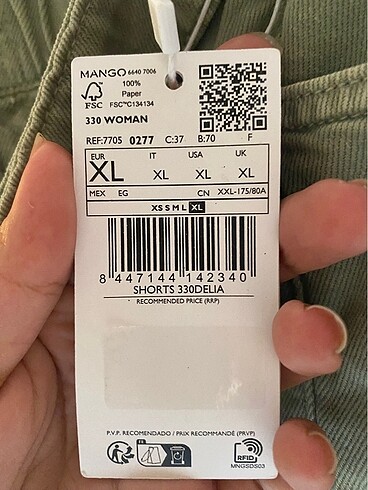 MANGO 6640 7006
100%
Paper
FSC
FSC™C134134
330 WOMAN
REF:7705 0277 C:37 B:70 F
EUR IT USA UK
XL XL XL XL
MEX EG CN XXL-175/80A
XS S M L XL
8 447144 142340
SHORTS 330DELIA
RECOMMENDED PRICE (RRP)
P.V.P. RECOMENDADO / PRIX RECOMMANDÉ (PRVP)
RFID
MNGSDS03